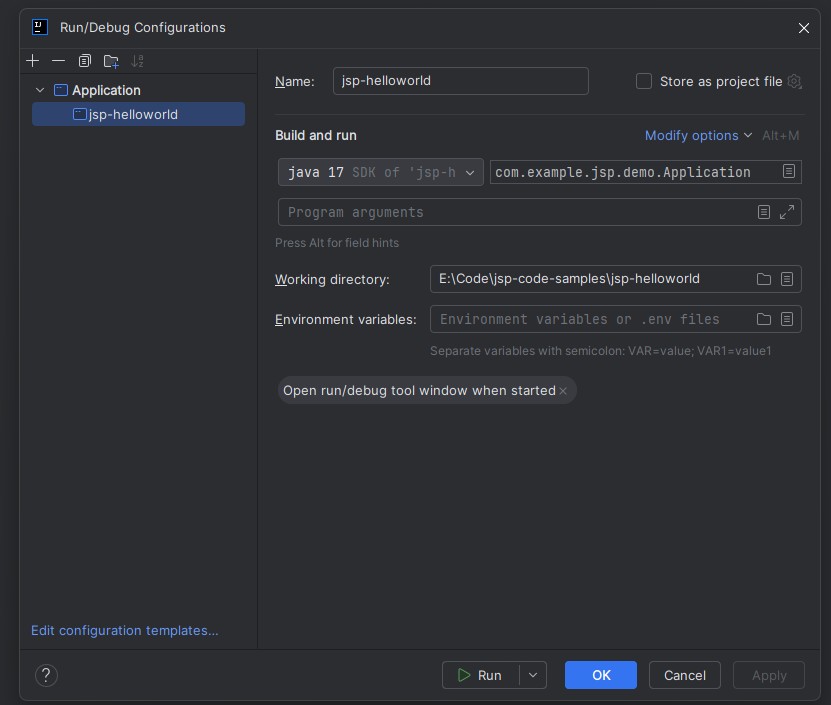 Run/Debug Configurations
Application
jsp-helloworld
Name:
jsp-helloworld
Store as project file
Build and run
Modify options
Alt+M
java 17 SDK of 'jsp-h
com.example.jsp.demo.Application
Program arguments
Press Alt for field hints
Working directory:
E:\Code\jsp-code-samples\jsp-helloworld
Environment variables:
Environment variables or .env files
Separate variables with semicolon: VAR=value; VAR1=value1
Open run/debug tool window when started
Edit configuration templates...
?
Run
OK
Cancel
Apply